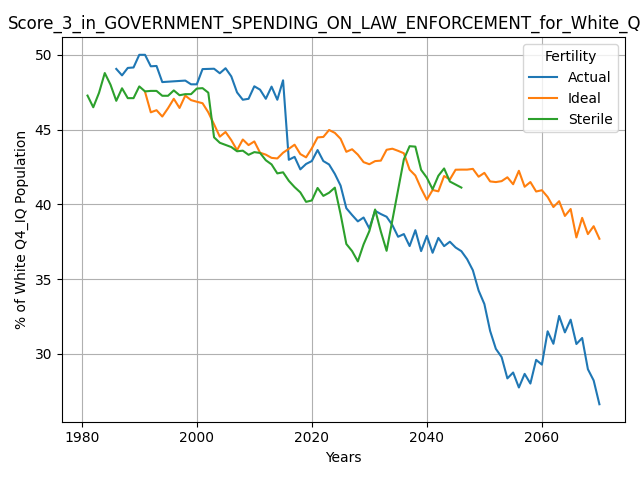 Score_3_in_GOVERNMENT_SPENDING_ON_LAW_ENFORCEMENT_for_White_Q
Fertility
Actual
Ideal
Sterile
% of White Q4_IQ Population
50
45
40
35
30
1980
2000
2020
2040
2060
Years